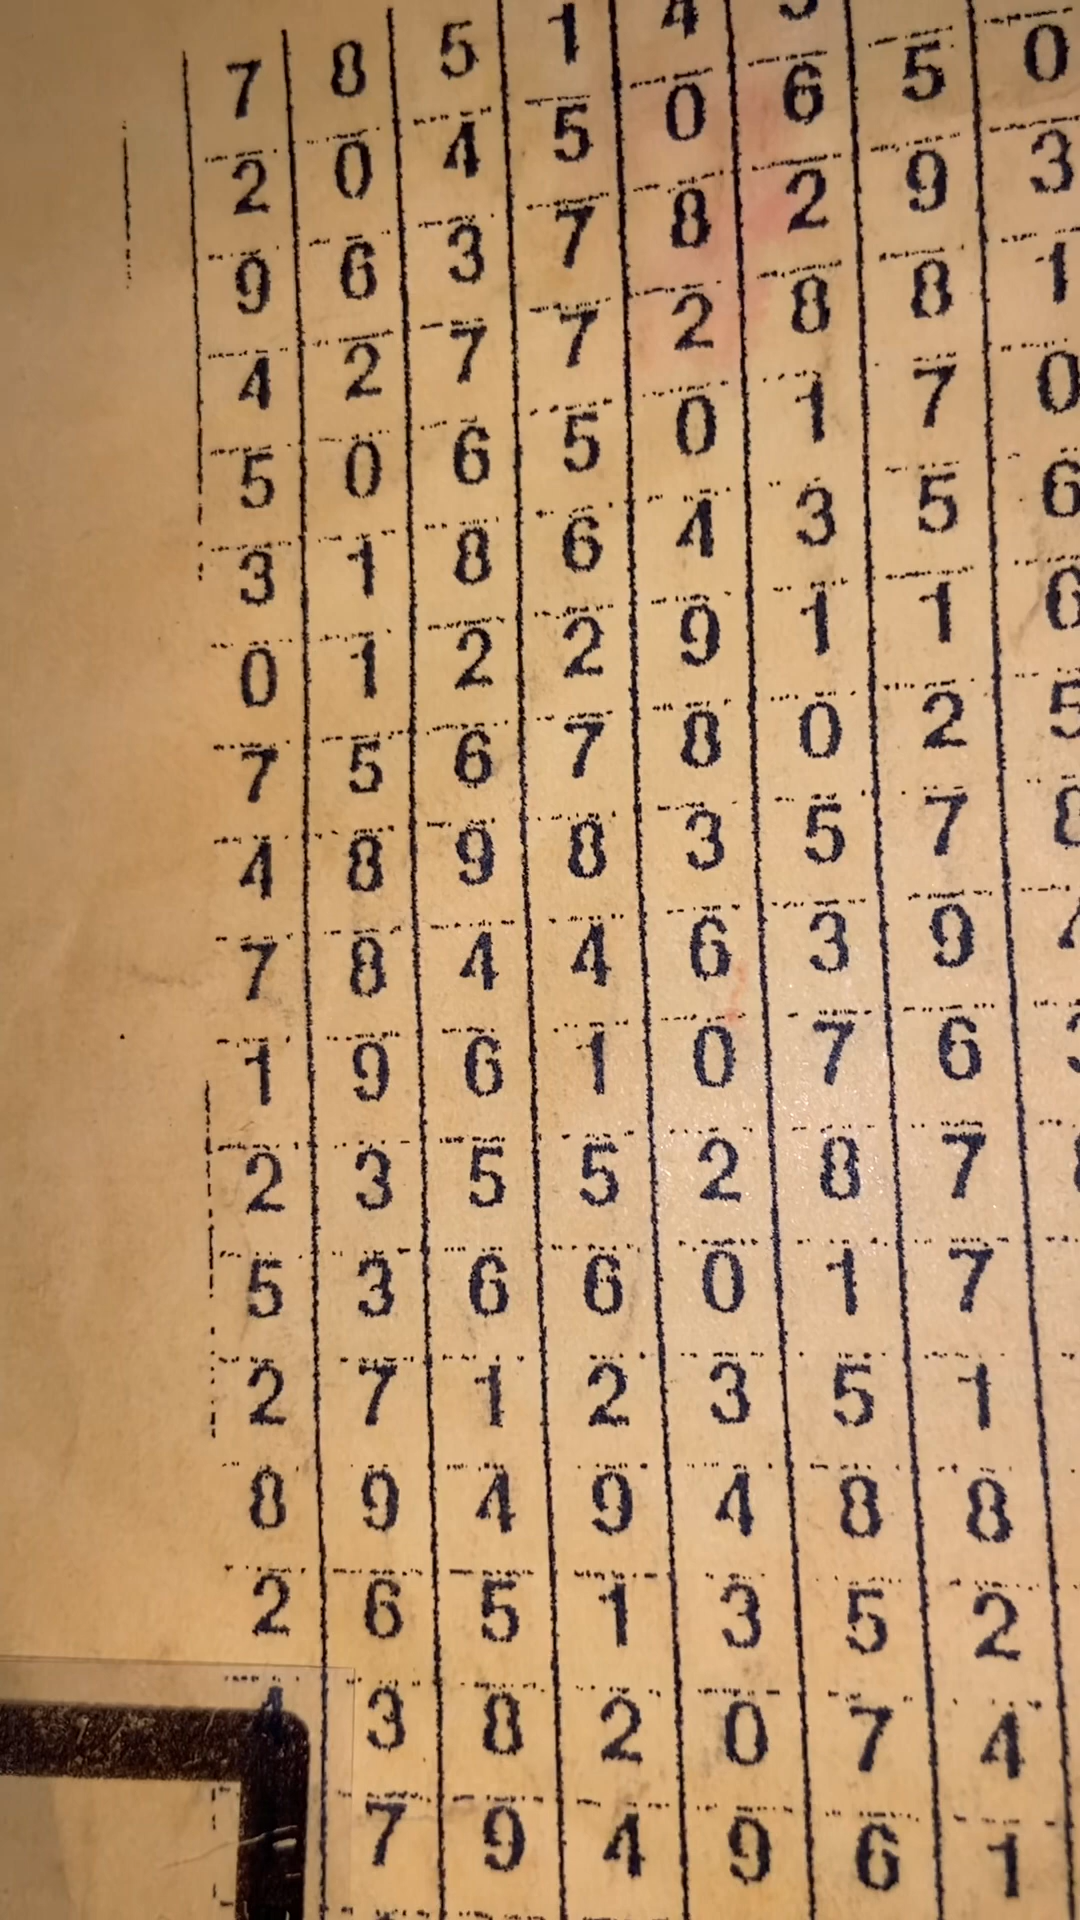 7 8 5 1 4
2 0 4 5 0 6 5 0
9 6 3 7 8 2 9 3
4 2 7 7 2 8 8 1
5 0 6 5 0 1 7 0
3 1 8 6 4 3 5 6
0 1 2 2 9 1 1 6
7 5 6 7 8 0 2 5
4 8 9 8 3 5 7 8
7 8 4 4 6 3 9
1 9 6 1 0 7 6
2 3 5 5 2 8 7
5 3 6 6 0 1 7
2 7 1 2 3 5 1
8 9 4 9 4 8 8
2 6 5 1 3 5 2
4 3 8 2 0 7 4
7 9 4 9 6 1